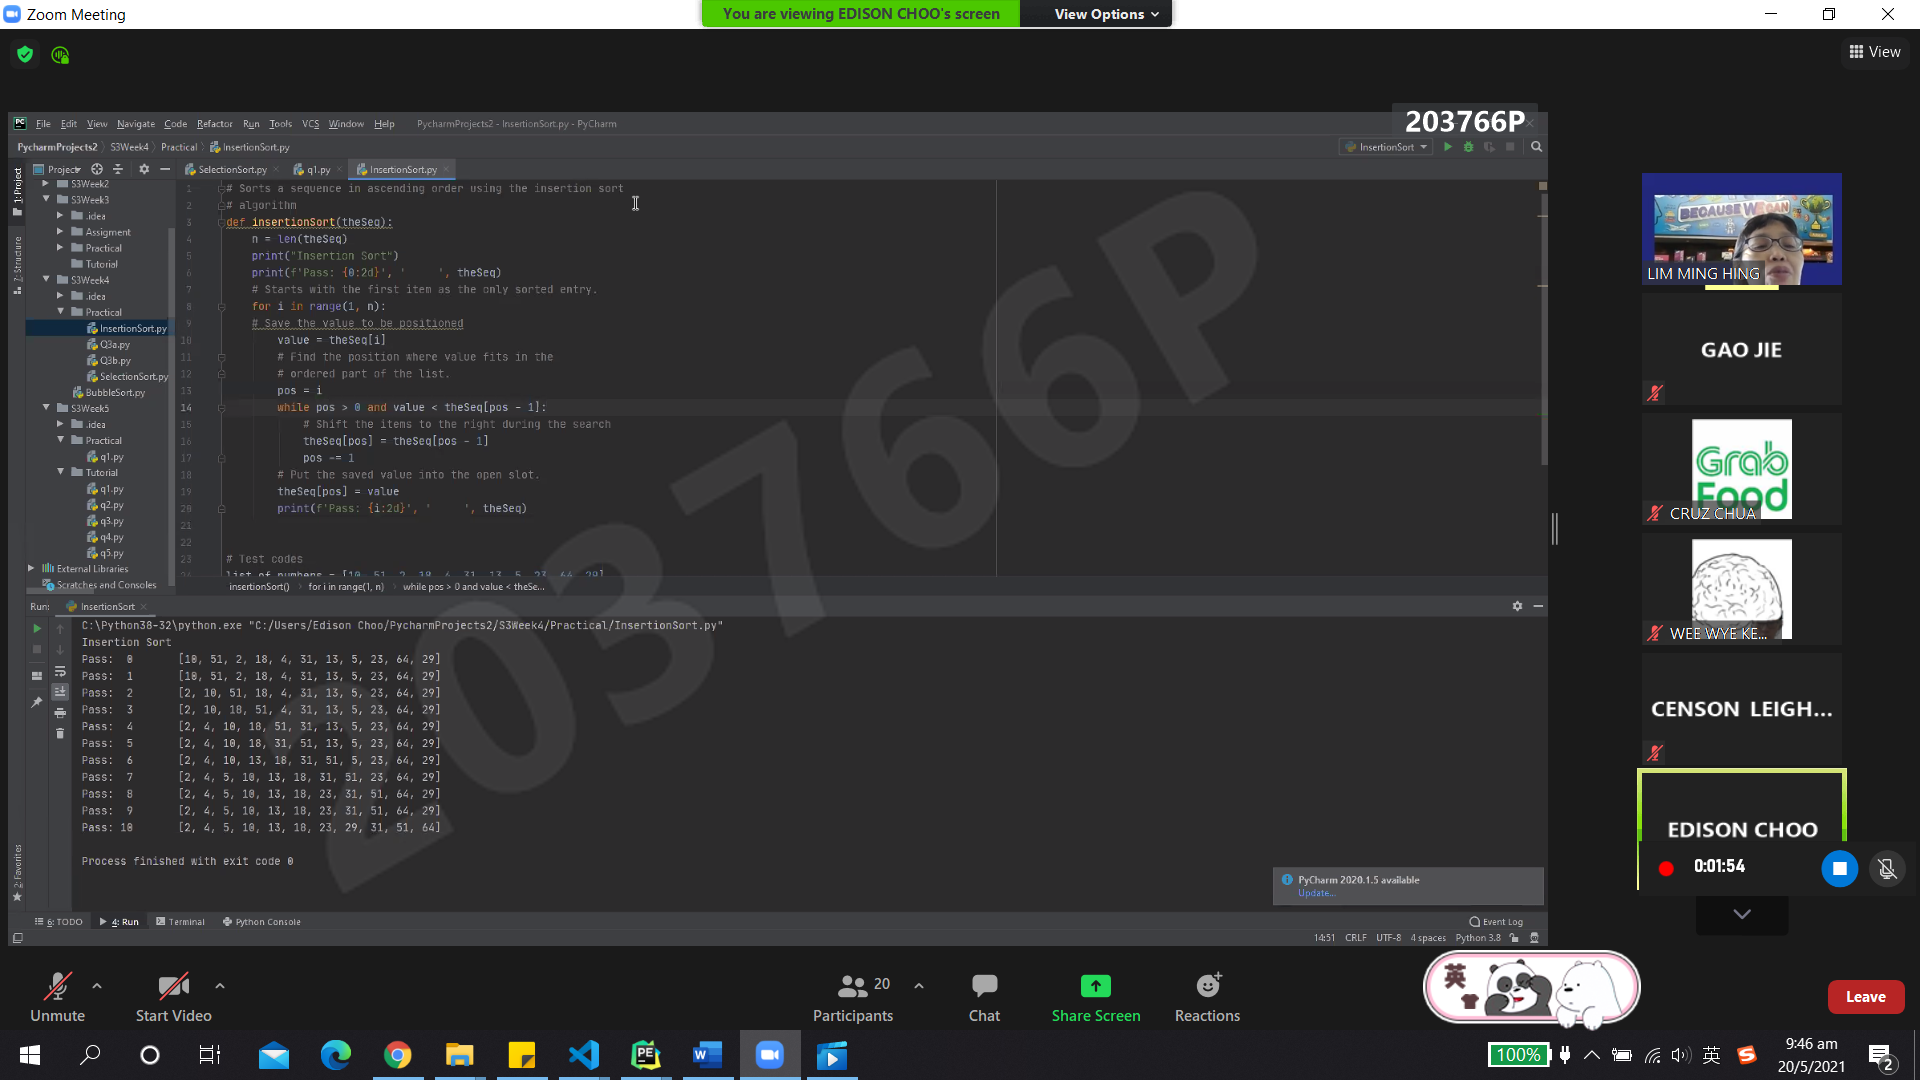 Zoom Meeting
You are viewing EDISON CHOO's screen
View Options
View
203766P
File Edit View Navigate Code Refactor Run Tools VCS Window Help PycharmProjects2 - InsertionSort.py - PyCharm
PycharmProjects2 S3Week4 Practical InsertionSort.py
InsertionSort
Project
SelectionSort.py q1.py InsertionSort.py
1: Project
Z: Structure
2: Favorites
S3Week2
S3Week3
.idea
Assigment
Practical
Tutorial
S3Week4
.idea
Practical
InsertionSort.py
Q3a.py
Q3b.py
SelectionSort.py
BubbleSort.py
S3Week5
.idea
Practical
q1.py
Tutorial
q1.py
q2.py
q3.py
q4.py
q5.py
External Libraries
Scratches and Consoles
1 # Sorts a sequence in ascending order using the insertion sort
2 # algorithm
3 def insertionSort(theSeq):
4 n = len(theSeq)
5 print("Insertion Sort")
6 print(f'Pass: {0:2d}', ' ', theSeq)
7 # Starts with the first item as the only sorted entry.
8 for i in range(1, n):
9 # Save the value to be positioned
10 value = theSeq[i]
11 # Find the position where value fits in the
12 # ordered part of the list.
13 pos = i
14 while pos > 0 and value < theSeq[pos - 1]:
15 # Shift the items to the right during the search
16 theSeq[pos] = theSeq[pos - 1]
17 pos -= 1
18 # Put the saved value into the open slot.
19 theSeq[pos] = value
20 print(f'Pass: {i:2d}', ' ', theSeq)
21
22
23 # Test codes
list of numbers = [10, 51, 2, 18, 4, 31, 13, 5, 23, 64, 29]
insertionSort() for i in range(1, n) while pos > 0 and value < theSe...
203766P
Run: InsertionSort
C:\Python38-32\python.exe "C:/Users/Edison Choo/PycharmProjects2/S3Week4/Practical/InsertionSort.py"
Insertion Sort
Pass: 0 [10, 51, 2, 18, 4, 31, 13, 5, 23, 64, 29]
Pass: 1 [10, 51, 2, 18, 4, 31, 13, 5, 23, 64, 29]
Pass: 2 [2, 10, 51, 18, 4, 31, 13, 5, 23, 64, 29]
Pass: 3 [2, 10, 18, 51, 4, 31, 13, 5, 23, 64, 29]
Pass: 4 [2, 4, 10, 18, 51, 31, 13, 5, 23, 64, 29]
Pass: 5 [2, 4, 10, 18, 31, 51, 13, 5, 23, 64, 29]
Pass: 6 [2, 4, 10, 13, 18, 31, 51, 5, 23, 64, 29]
Pass: 7 [2, 4, 5, 10, 13, 18, 31, 51, 23, 64, 29]
Pass: 8 [2, 4, 5, 10, 13, 18, 23, 31, 51, 64, 29]
Pass: 9 [2, 4, 5, 10, 13, 18, 23, 31, 51, 64, 29]
Pass: 10 [2, 4, 5, 10, 13, 18, 23, 29, 31, 51, 64]
Process finished with exit code 0
PyCharm 2020.1.5 available
Update...
6: TODO 4: Run Terminal Python Console
Event Log
14:51 CRLF UTF-8 4 spaces Python 3.8
BECAUSE WE CAN
LIM MING HING
GAO JIE
Grab
Food
CRUZ CHUA
WEE WYE KE...
CENSON LEIGH...
EDISON CHOO
0:01:54
Unmute
Start Video
20
Participants
Chat
Share Screen
Reactions
英
Leave
100%
英
9:46 am
20/5/2021
2